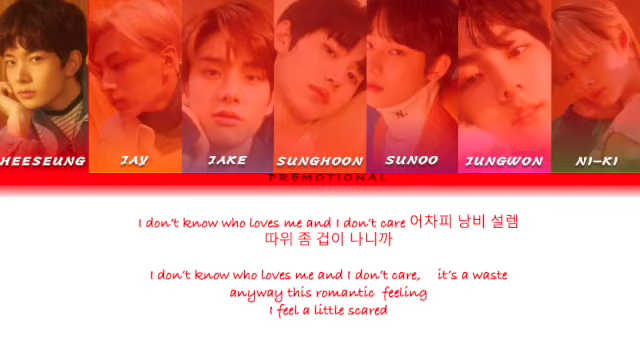 HEESEUNG JAY JAKE SUNGHOON SUNOO JUNGWON NI-KI
PREMOTIONAL
I don't know who loves me and I don't care 어차피 낭비 설렘
따위 좀 겁이 나니까
I don't know who loves me and I don't care, it's a waste
anyway this romantic feeling
I feel a little scared